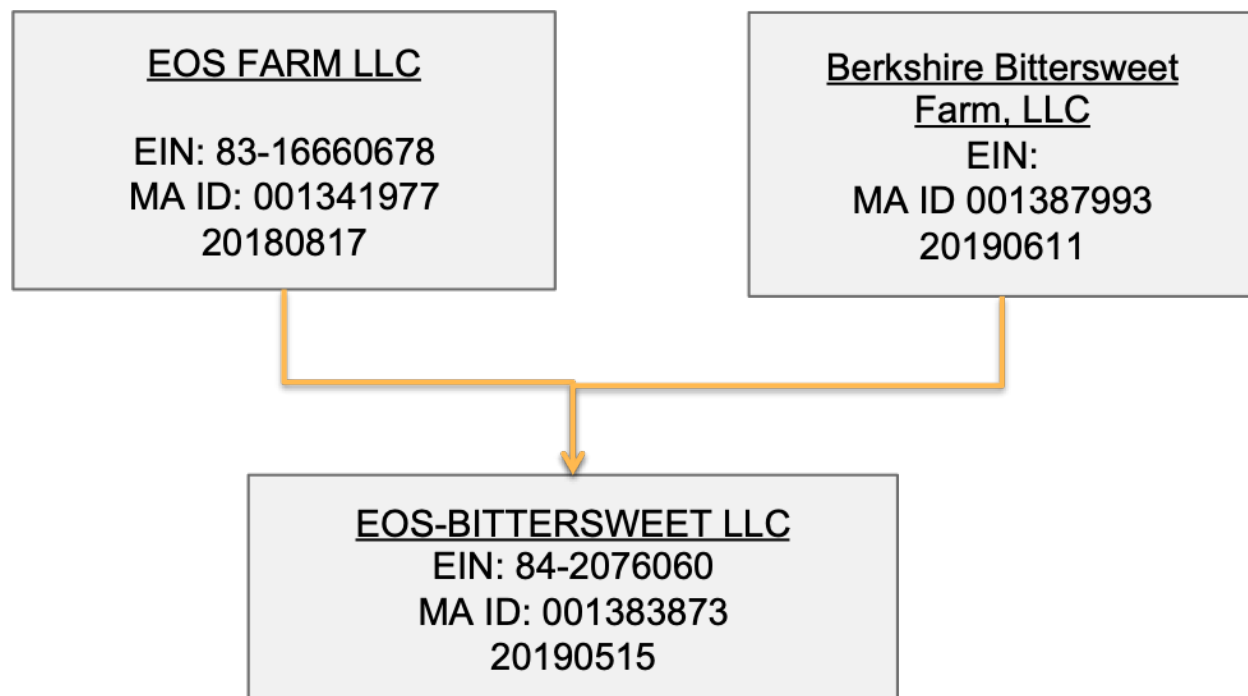 EOS FARM LLC
EIN: 83-16660678
MA ID: 001341977
20180817
Berkshire Bittersweet
Farm, LLC
EIN:
MA ID 001387993
20190611
EOS-BITTERSWEET LLC
EIN: 84-2076060
MA ID: 001383873
20190515